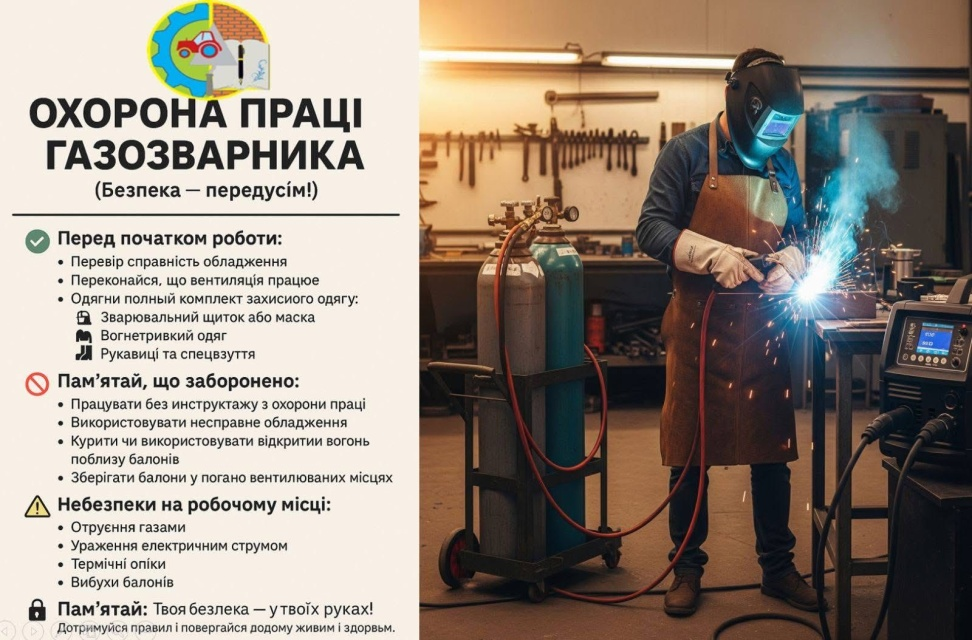 ОХОРОНА ПРАЦІ
ГАЗОЗВАРНИКА
(Безпека — передусім!)
Перед початком роботи:
• Перевір справність обладження
• Переконайся, що вентиляція працює
• Одягни полный комплект захисиого одягу:
Зварювальний щиток або маска
Вогнетривкий одяг
Рукавиці та спецвзуття
Пам'ятай, що заборонено:
• Працювати без инструктажу з охорони праці
• Використовувати несправне обладження
• Курити чи використовувати відкритии вогонь
поблизу балонів
• Зберігати балони у погано вентилюваних місцях
Небезпеки на робочому місці:
• Отруєння газами
• Ураження електричним струмом
• Термічні опіки
• Вибухи балонів
Пам'ятай: Твоя безлека — у твоїх руках!
Дотримуйся правил і повергайся додому живим і здоровьм.